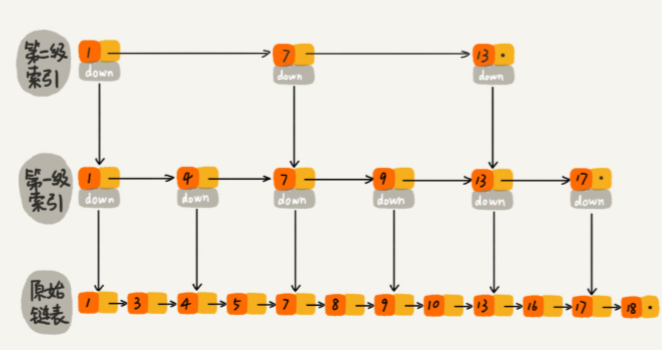 第二级
索引
1 7 13
down down down
第一级
索引
1 4 7 9 13 17
down down down down down down
原始
链表
1 3 4 5 7 8 9 10 13 16 17 18